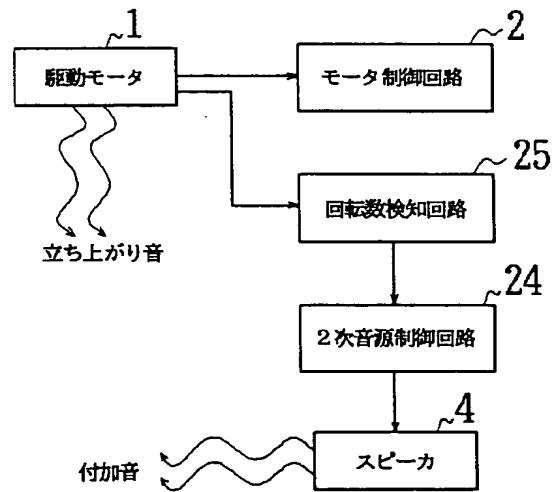 1
駆動モータ
2
モータ制御回路
25
回転数検知回路
立ち上がり音
24
２次音源制御回路
4
スピーカ
付加音